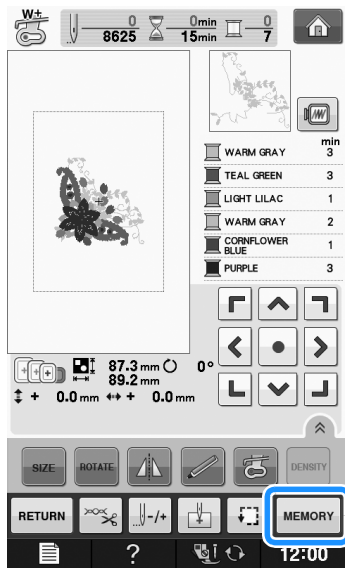 W+
0 0min 0
8625 15min 7
min
WARM GRAY 3
TEAL GREEN 3
LIGHT LILAC 1
WARM GRAY 2
CORNFLOWER BLUE 1
PURPLE 3
87.3 mm 0°
89.2 mm
+ 0.0 mm + 0.0 mm
SIZE ROTATE DENSITY
RETURN -/+ MEMORY
? 12:00